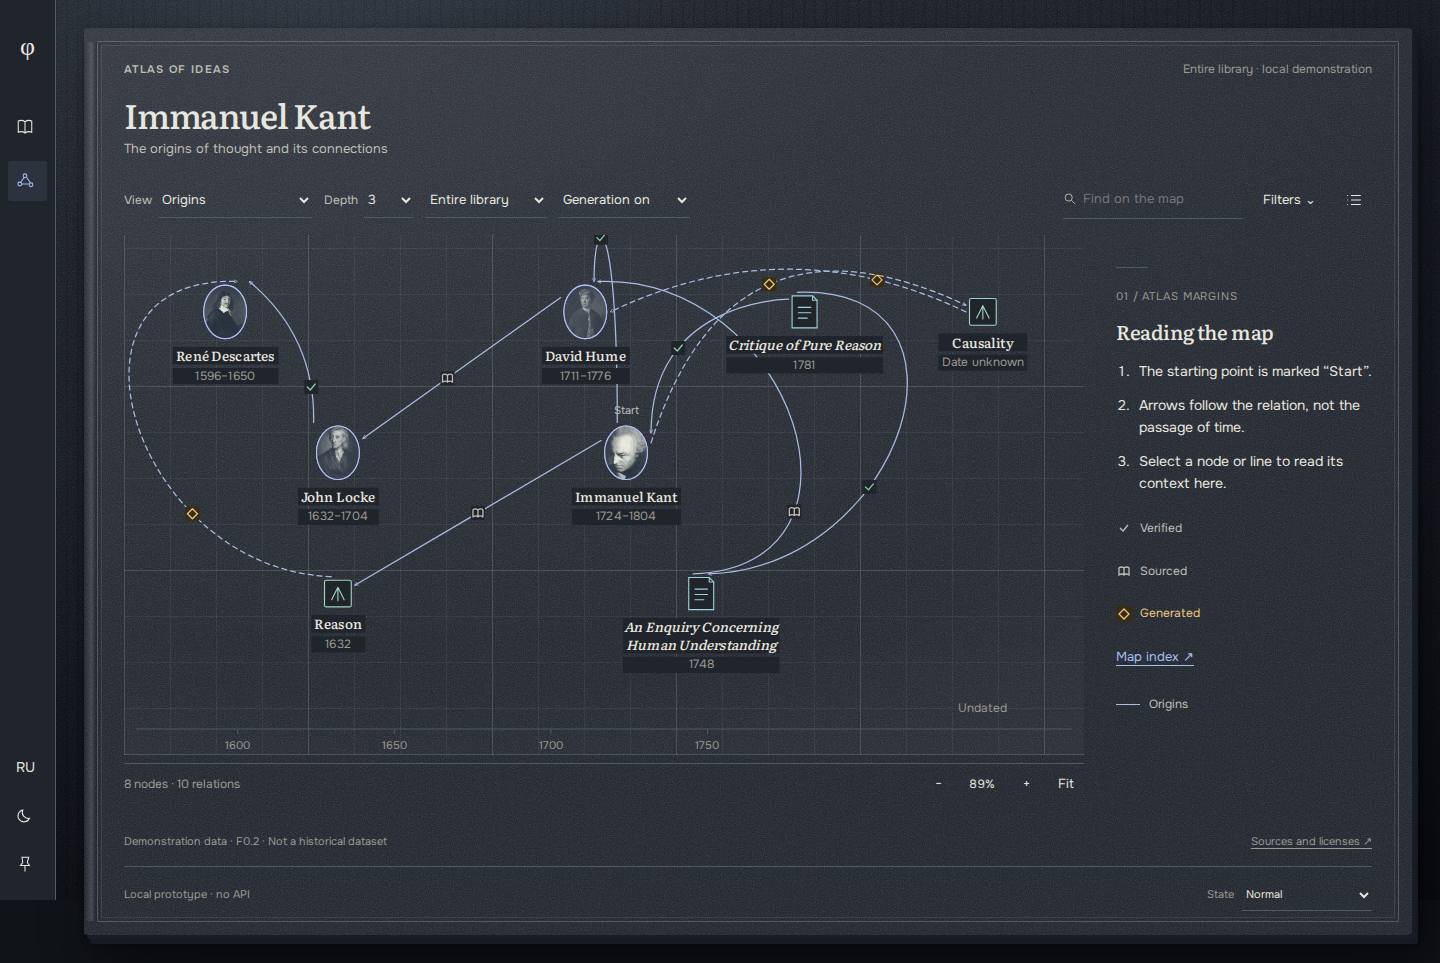 φ
ATLAS OF IDEAS
Entire library · local demonstration
Immanuel Kant
The origins of thought and its connections
View Origins
Depth 3
Entire library
Generation on
Find on the map
Filters
René Descartes
1596–1650
David Hume
1711–1776
Critique of Pure Reason
1781
Causality
Date unknown
Start
John Locke
1632–1704
Immanuel Kant
1724–1804
Reason
1632
An Enquiry Concerning
Human Understanding
1748
Undated
1600
1650
1700
1750
01 / ATLAS MARGINS
Reading the map
1. The starting point is marked “Start”.
2. Arrows follow the relation, not the
passage of time.
3. Select a node or line to read its
context here.
Verified
Sourced
Generated
Map index ↗
Origins
8 nodes · 10 relations
− 89% + Fit
RU
Demonstration data · F0.2 · Not a historical dataset
Sources and licenses ↗
Local prototype · no API
State Normal